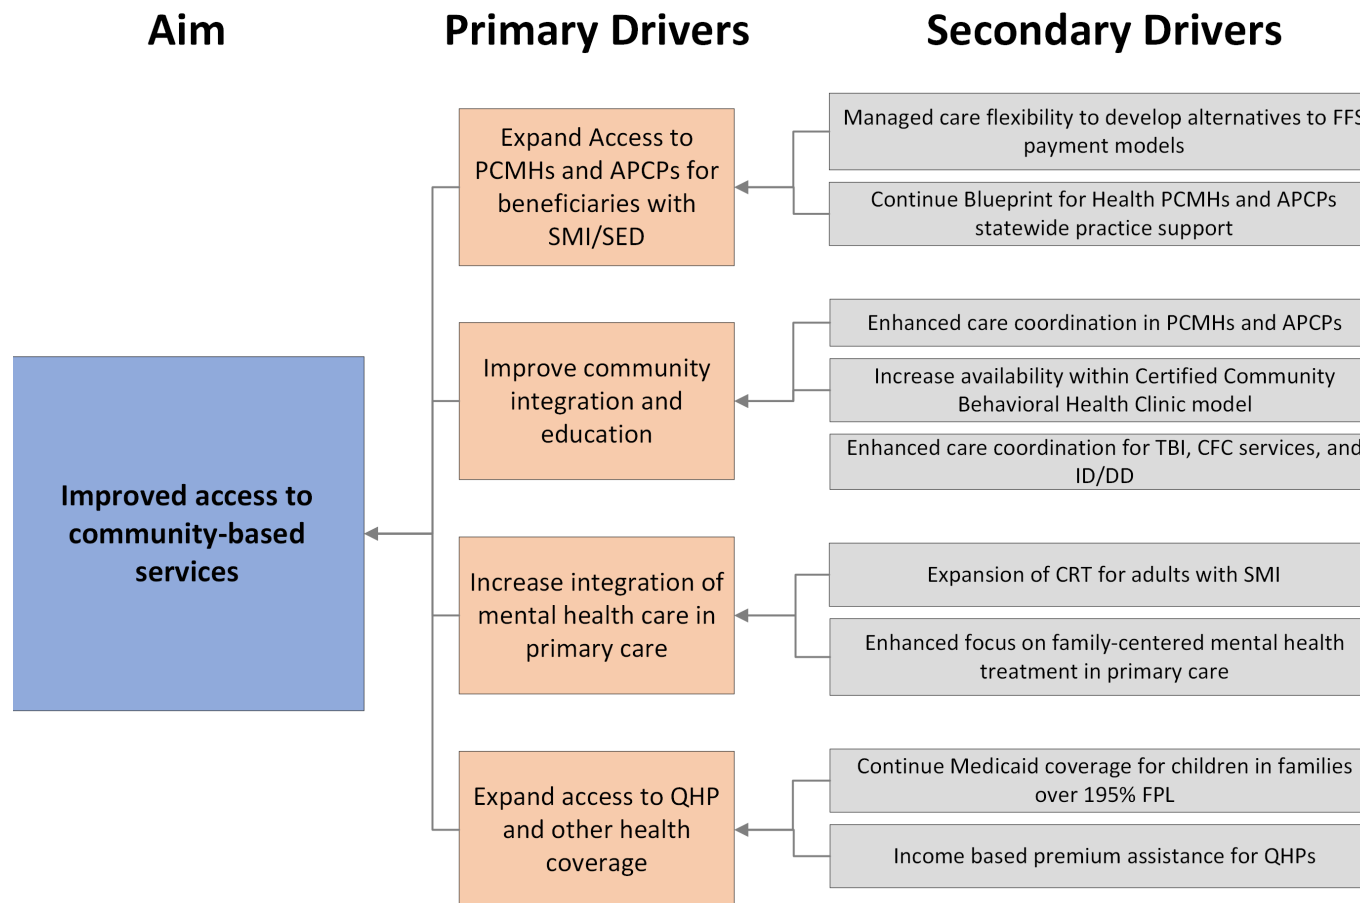 Aim
Primary Drivers
Secondary Drivers
Expand Access to
PCMHs and APCPs for
beneficiaries with
SMI/SED
Managed care flexibility to develop alternatives to FFS
payment models
Continue Blueprint for Health PCMHs and APCPs
statewide practice support
Improve community
integration and
education
Enhanced care coordination in PCMHs and APCPs
Increase availability within Certified Community
Behavioral Health Clinic model
Enhanced care coordination for TBI, CFC services, and
ID/DD
Improved access to
community-based
services
Increase integration of
mental health care in
primary care
Expansion of CRT for adults with SMI
Enhanced focus on family-centered mental health
treatment in primary care
Expand access to QHP
and other health
coverage
Continue Medicaid coverage for children in families
over 195% FPL
Income based premium assistance for QHPs